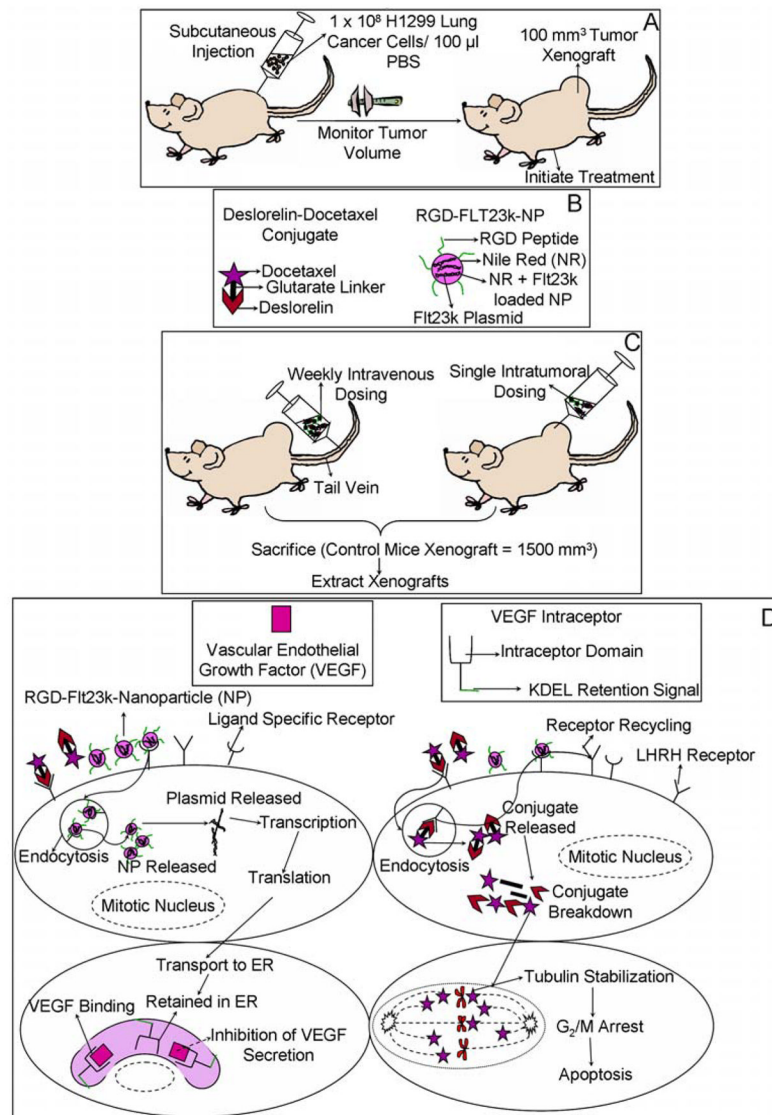 A
Subcutaneous
Injection
1 x 10⁸ H1299 Lung
Cancer Cells/ 100 µl
PBS
100 mm³ Tumor
Xenograft
Monitor Tumor
Volume
Initiate Treatment
B
Deslorelin-Docetaxel
Conjugate
Docetaxel
Glutarate Linker
Deslorelin
RGD-FLT23k-NP
RGD Peptide
Nile Red (NR)
NR + Flt23k
loaded NP
Flt23k Plasmid
C
Weekly Intravenous
Dosing
Tail Vein
Single Intratumoral
Dosing
Sacrifice (Control Mice Xenograft = 1500 mm³)
Extract Xenografts
D
Vascular Endothelial
Growth Factor (VEGF)
VEGF Intraceptor
Intraceptor Domain
KDEL Retention Signal
RGD-Flt23k-Nanoparticle (NP)
Ligand Specific Receptor
Plasmid Released
Transcription
Endocytosis
NP Released
Translation
Mitotic Nucleus
Transport to ER
VEGF Binding
Retained in ER
Inhibition of VEGF
Secretion
Receptor Recycling
LHRH Receptor
Conjugate
Released
Endocytosis
Mitotic Nucleus
Conjugate
Breakdown
Tubulin Stabilization
G₂/M Arrest
Apoptosis